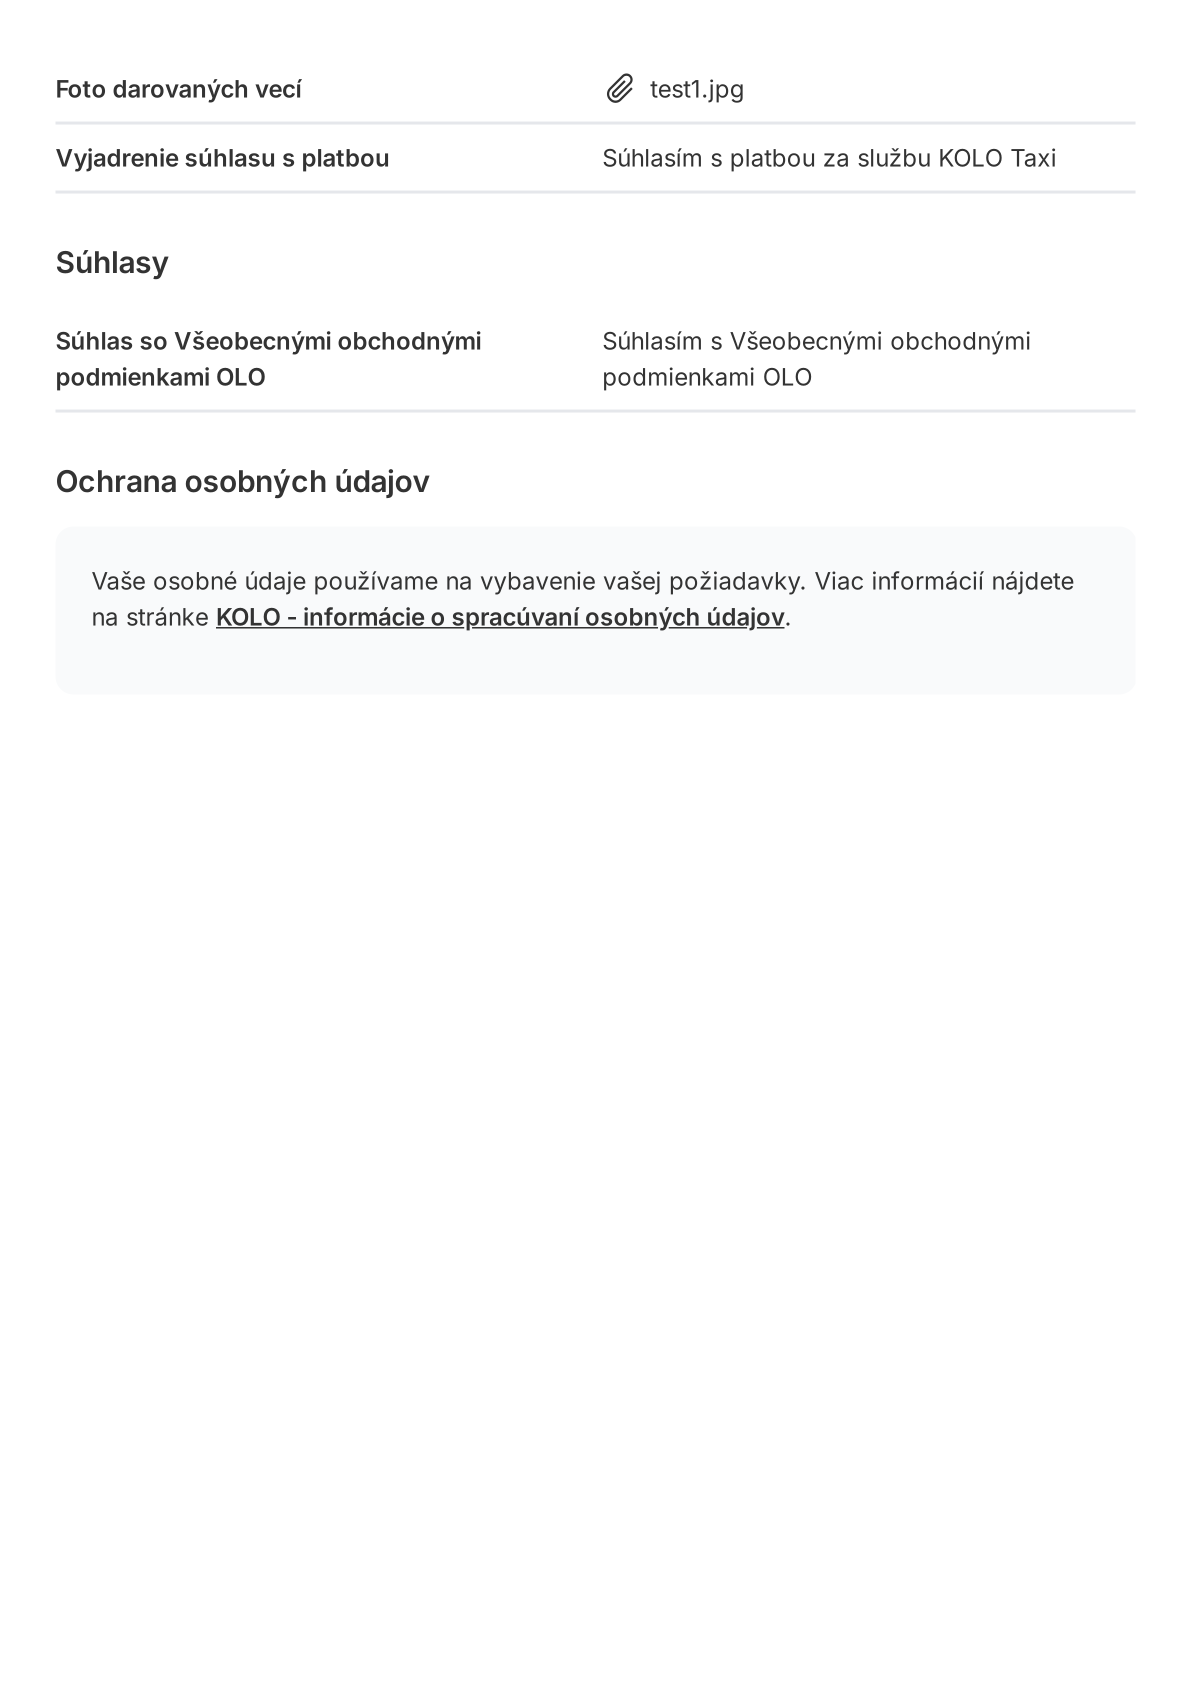 Foto darovaných vecí test1.jpg
Vyjadrenie súhlasu s platbou Súhlasím s platbou za službu KOLO Taxi
Súhlasy
Súhlas so Všeobecnými obchodnými
podmienkami OLO
Súhlasím s Všeobecnými obchodnými
podmienkami OLO
Ochrana osobných údajov
Vaše osobné údaje používame na vybavenie vašej požiadavky. Viac informácií nájdete
na stránke KOLO - informácie o spracúvaní osobných údajov.